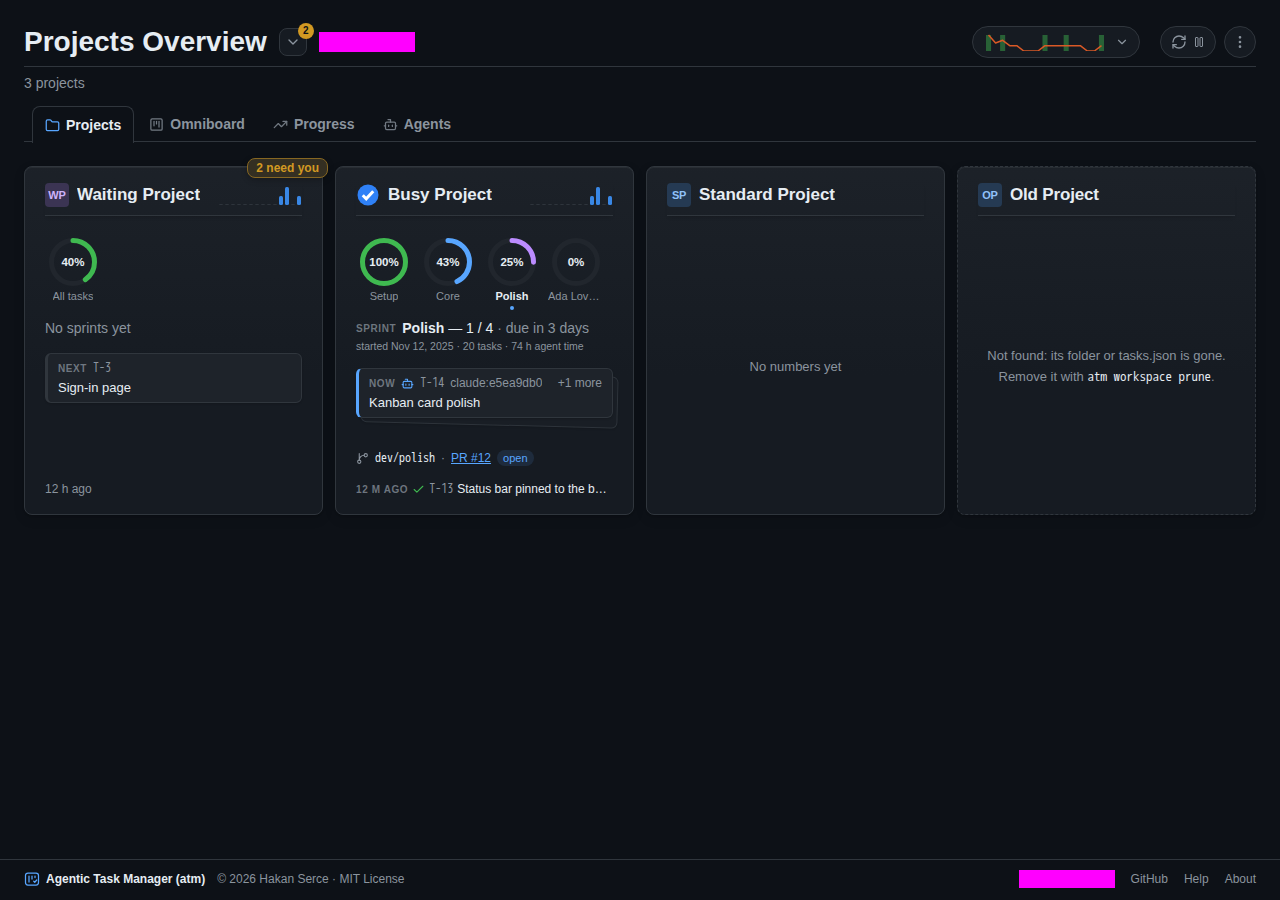 Projects Overview
2
3 projects
Projects
Omniboard
Progress
Agents
2 need you
WP
Waiting Project
40%
All tasks
No sprints yet
NEXT T-3
Sign-in page
12 h ago
Busy Project
100%
43%
25%
0%
Setup
Core
Polish
Ada Lov…
SPRINT Polish — 1 / 4 · due in 3 days
started Nov 12, 2025 · 20 tasks · 74 h agent time
NOW T-14 claude:e5ea9db0 +1 more
Kanban card polish
dev/polish · PR #12 open
12 M AGO T-13 Status bar pinned to the b…
SP
Standard Project
No numbers yet
OP
Old Project
Not found: its folder or tasks.json is gone.
Remove it with atm workspace prune.
Agentic Task Manager (atm) © 2026 Hakan Serce · MIT License
GitHub Help About